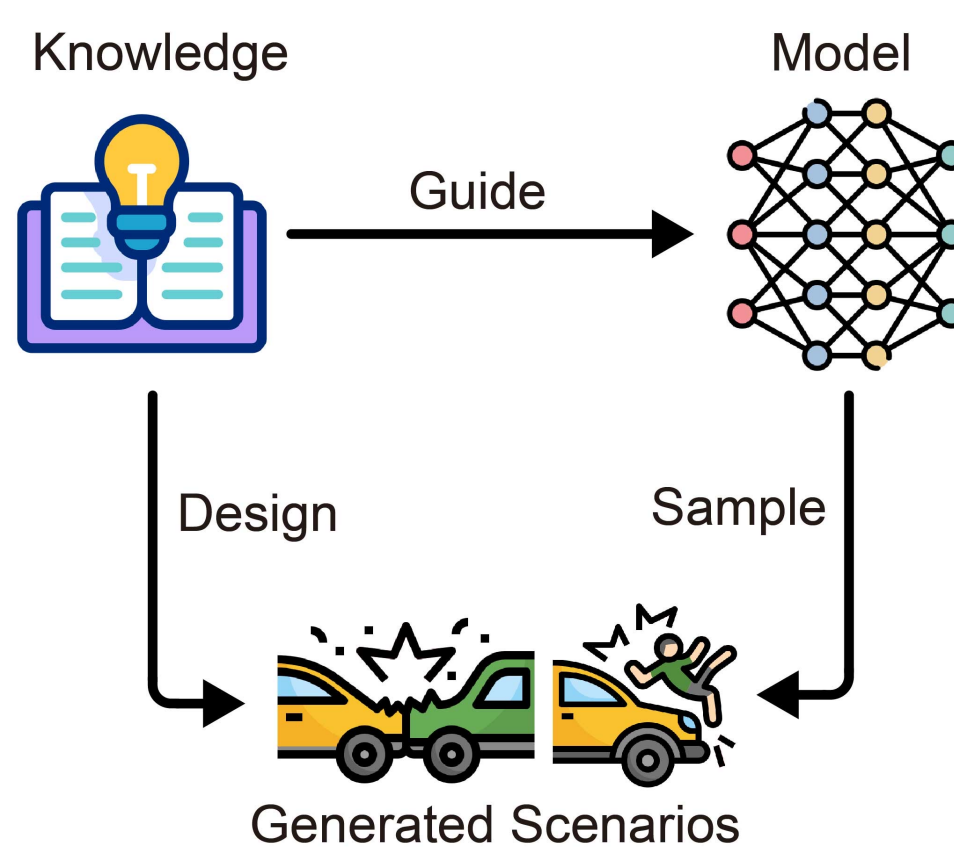 Knowledge
Model
Guide
Design
Sample
Generated Scenarios